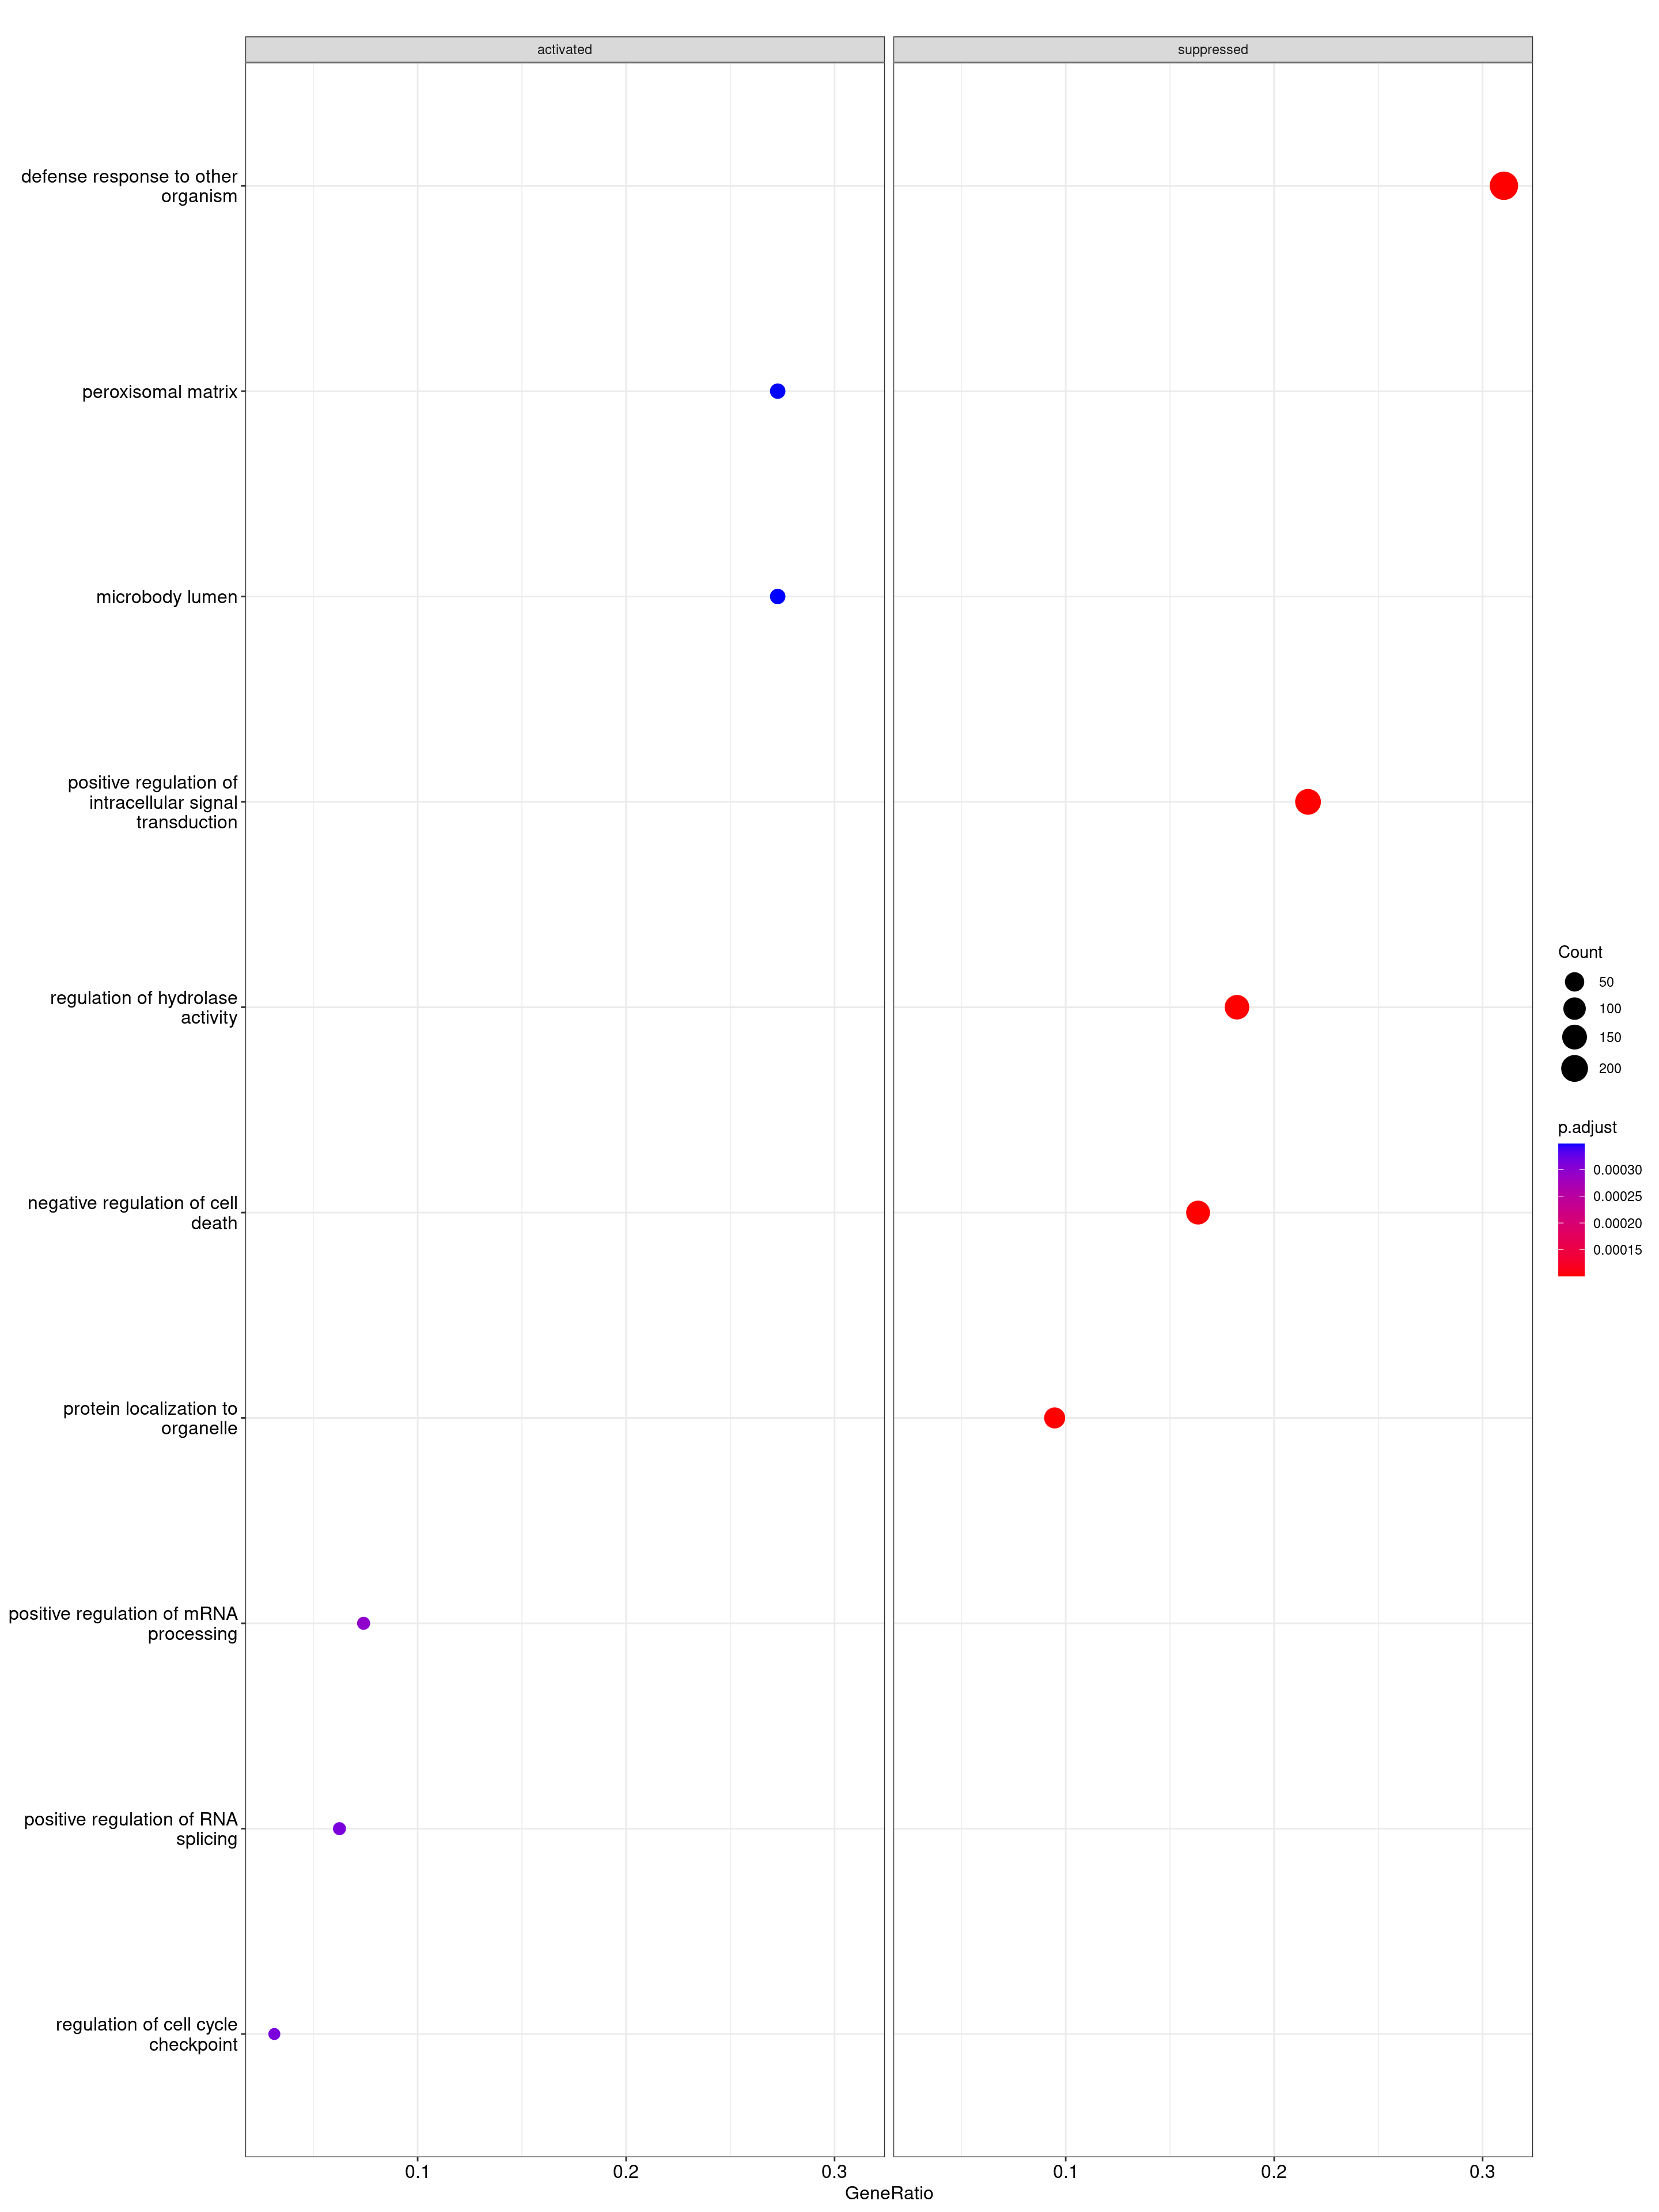 activated
suppressed
defense response to other
organism
peroxisomal matrix
microbody lumen
positive regulation of
intracellular signal
transduction
regulation of hydrolase
activity
negative regulation of cell
death
protein localization to
organelle
positive regulation of mRNA
processing
positive regulation of RNA
splicing
regulation of cell cycle
checkpoint
0.1
0.2
0.3
0.1
0.2
0.3
GeneRatio
Count
50
100
150
200
p.adjust
0.00030
0.00025
0.00020
0.00015